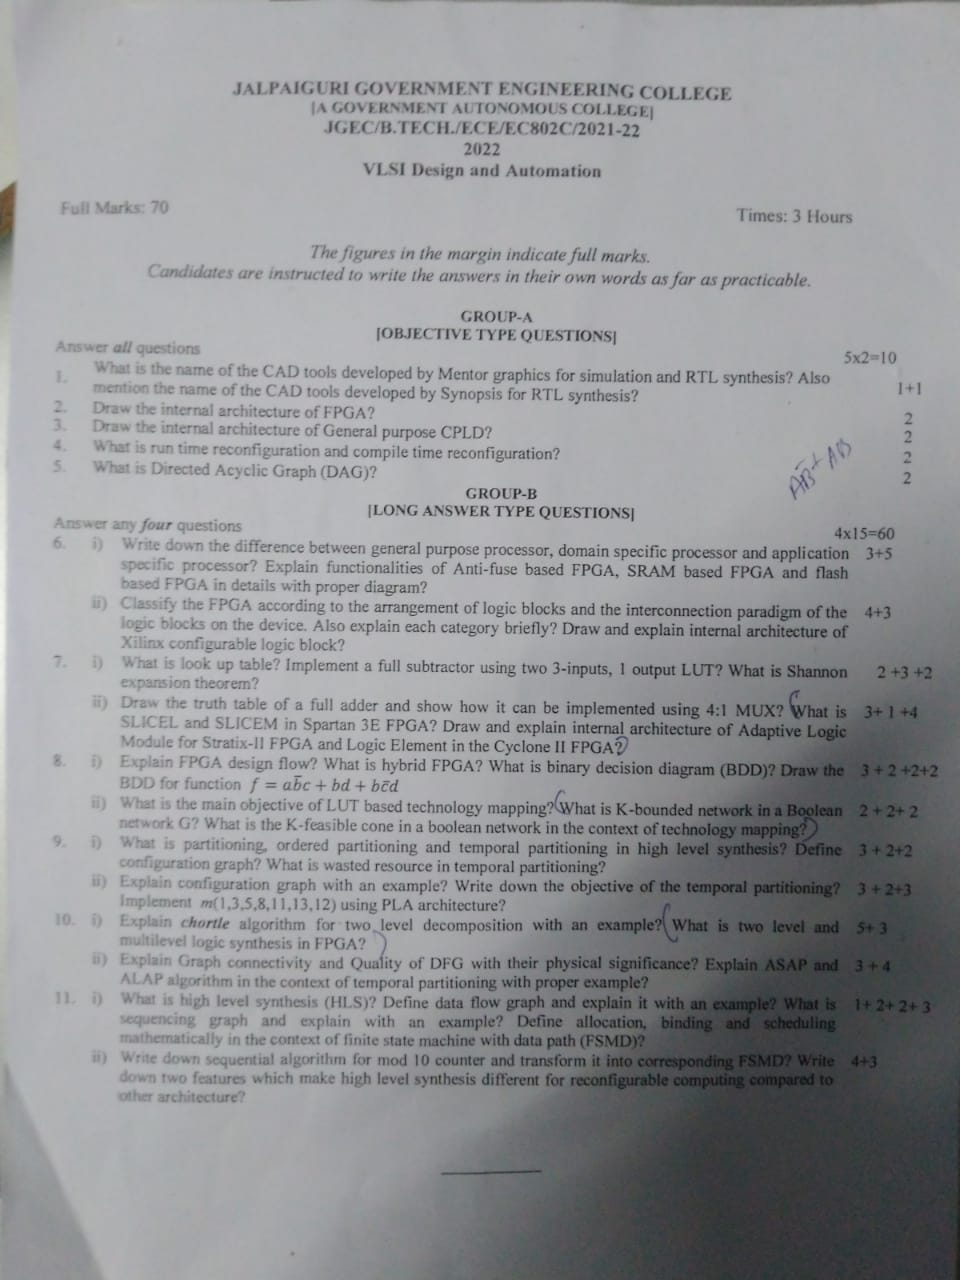 JALPAIGURI GOVERNMENT ENGINEERING COLLEGE
[A GOVERNMENT AUTONOMOUS COLLEGE]
JGEC/B.TECH./ECE/EC802C/2021-22
2022
VLSI Design and Automation
Full Marks: 70
Times: 3 Hours
The figures in the margin indicate full marks.
Candidates are instructed to write the answers in their own words as far as practicable.
GROUP-A
[OBJECTIVE TYPE QUESTIONS]
Answer all questions 5x2=10
1. What is the name of the CAD tools developed by Mentor graphics for simulation and RTL synthesis? Also 1+1
mention the name of the CAD tools developed by Synopsis for RTL synthesis?
2. Draw the internal architecture of FPGA? 2
3. Draw the internal architecture of General purpose CPLD? 2
4. What is run time reconfiguration and compile time reconfiguration? 2
5. What is Directed Acyclic Graph (DAG)? 2
AB̅+ AB
GROUP-B
[LONG ANSWER TYPE QUESTIONS]
Answer any four questions 4x15=60
6. i) Write down the difference between general purpose processor, domain specific processor and application 3+5
specific processor? Explain functionalities of Anti-fuse based FPGA, SRAM based FPGA and flash
based FPGA in details with proper diagram?
ii) Classify the FPGA according to the arrangement of logic blocks and the interconnection paradigm of the 4+3
logic blocks on the device. Also explain each category briefly? Draw and explain internal architecture of
Xilinx configurable logic block?
7. i) What is look up table? Implement a full subtractor using two 3-inputs, 1 output LUT? What is Shannon 2 +3 +2
expansion theorem?
ii) Draw the truth table of a full adder and show how it can be implemented using 4:1 MUX? What is 3+ 1 +4
SLICEL and SLICEM in Spartan 3E FPGA? Draw and explain internal architecture of Adaptive Logic
Module for Stratix-II FPGA and Logic Element in the Cyclone II FPGA?
8. i) Explain FPGA design flow? What is hybrid FPGA? What is binary decision diagram (BDD)? Draw the 3 + 2 +2+2
BDD for function f = ab̅c + bd + bc̅d
ii) What is the main objective of LUT based technology mapping? What is K-bounded network in a Boolean 2 + 2+ 2
network G? What is the K-feasible cone in a boolean network in the context of technology mapping?
9. i) What is partitioning, ordered partitioning and temporal partitioning in high level synthesis? Define 3 + 2+2
configuration graph? What is wasted resource in temporal partitioning?
ii) Explain configuration graph with an example? Write down the objective of the temporal partitioning? 3 + 2+3
Implement m(1,3,5,8,11,13,12) using PLA architecture?
10. i) Explain chortle algorithm for two level decomposition with an example? What is two level and 5+ 3
multilevel logic synthesis in FPGA?
ii) Explain Graph connectivity and Quality of DFG with their physical significance? Explain ASAP and 3 + 4
ALAP algorithm in the context of temporal partitioning with proper example?
11. i) What is high level synthesis (HLS)? Define data flow graph and explain it with an example? What is 1+ 2+ 2+ 3
sequencing graph and explain with an example? Define allocation, binding and scheduling
mathematically in the context of finite state machine with data path (FSMD)?
ii) Write down sequential algorithm for mod 10 counter and transform it into corresponding FSMD? Write 4+3
down two features which make high level synthesis different for reconfigurable computing compared to
other architecture?